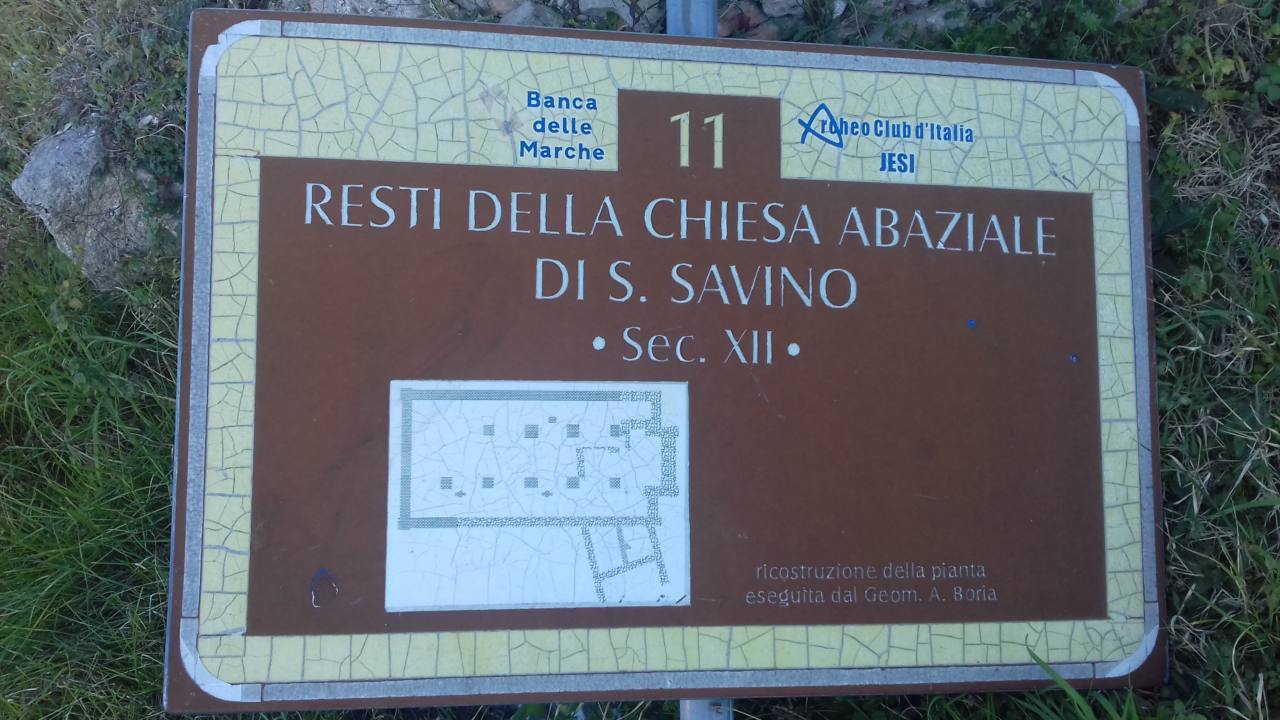 Banca
delle
Marche
11
Archeo Club d'Italia
JESI
RESTI DELLA CHIESA ABAZIALE
DI S. SAVINO
• Sec. XII •
ricostruzione della pianta
eseguita dal Geom. A. Boria